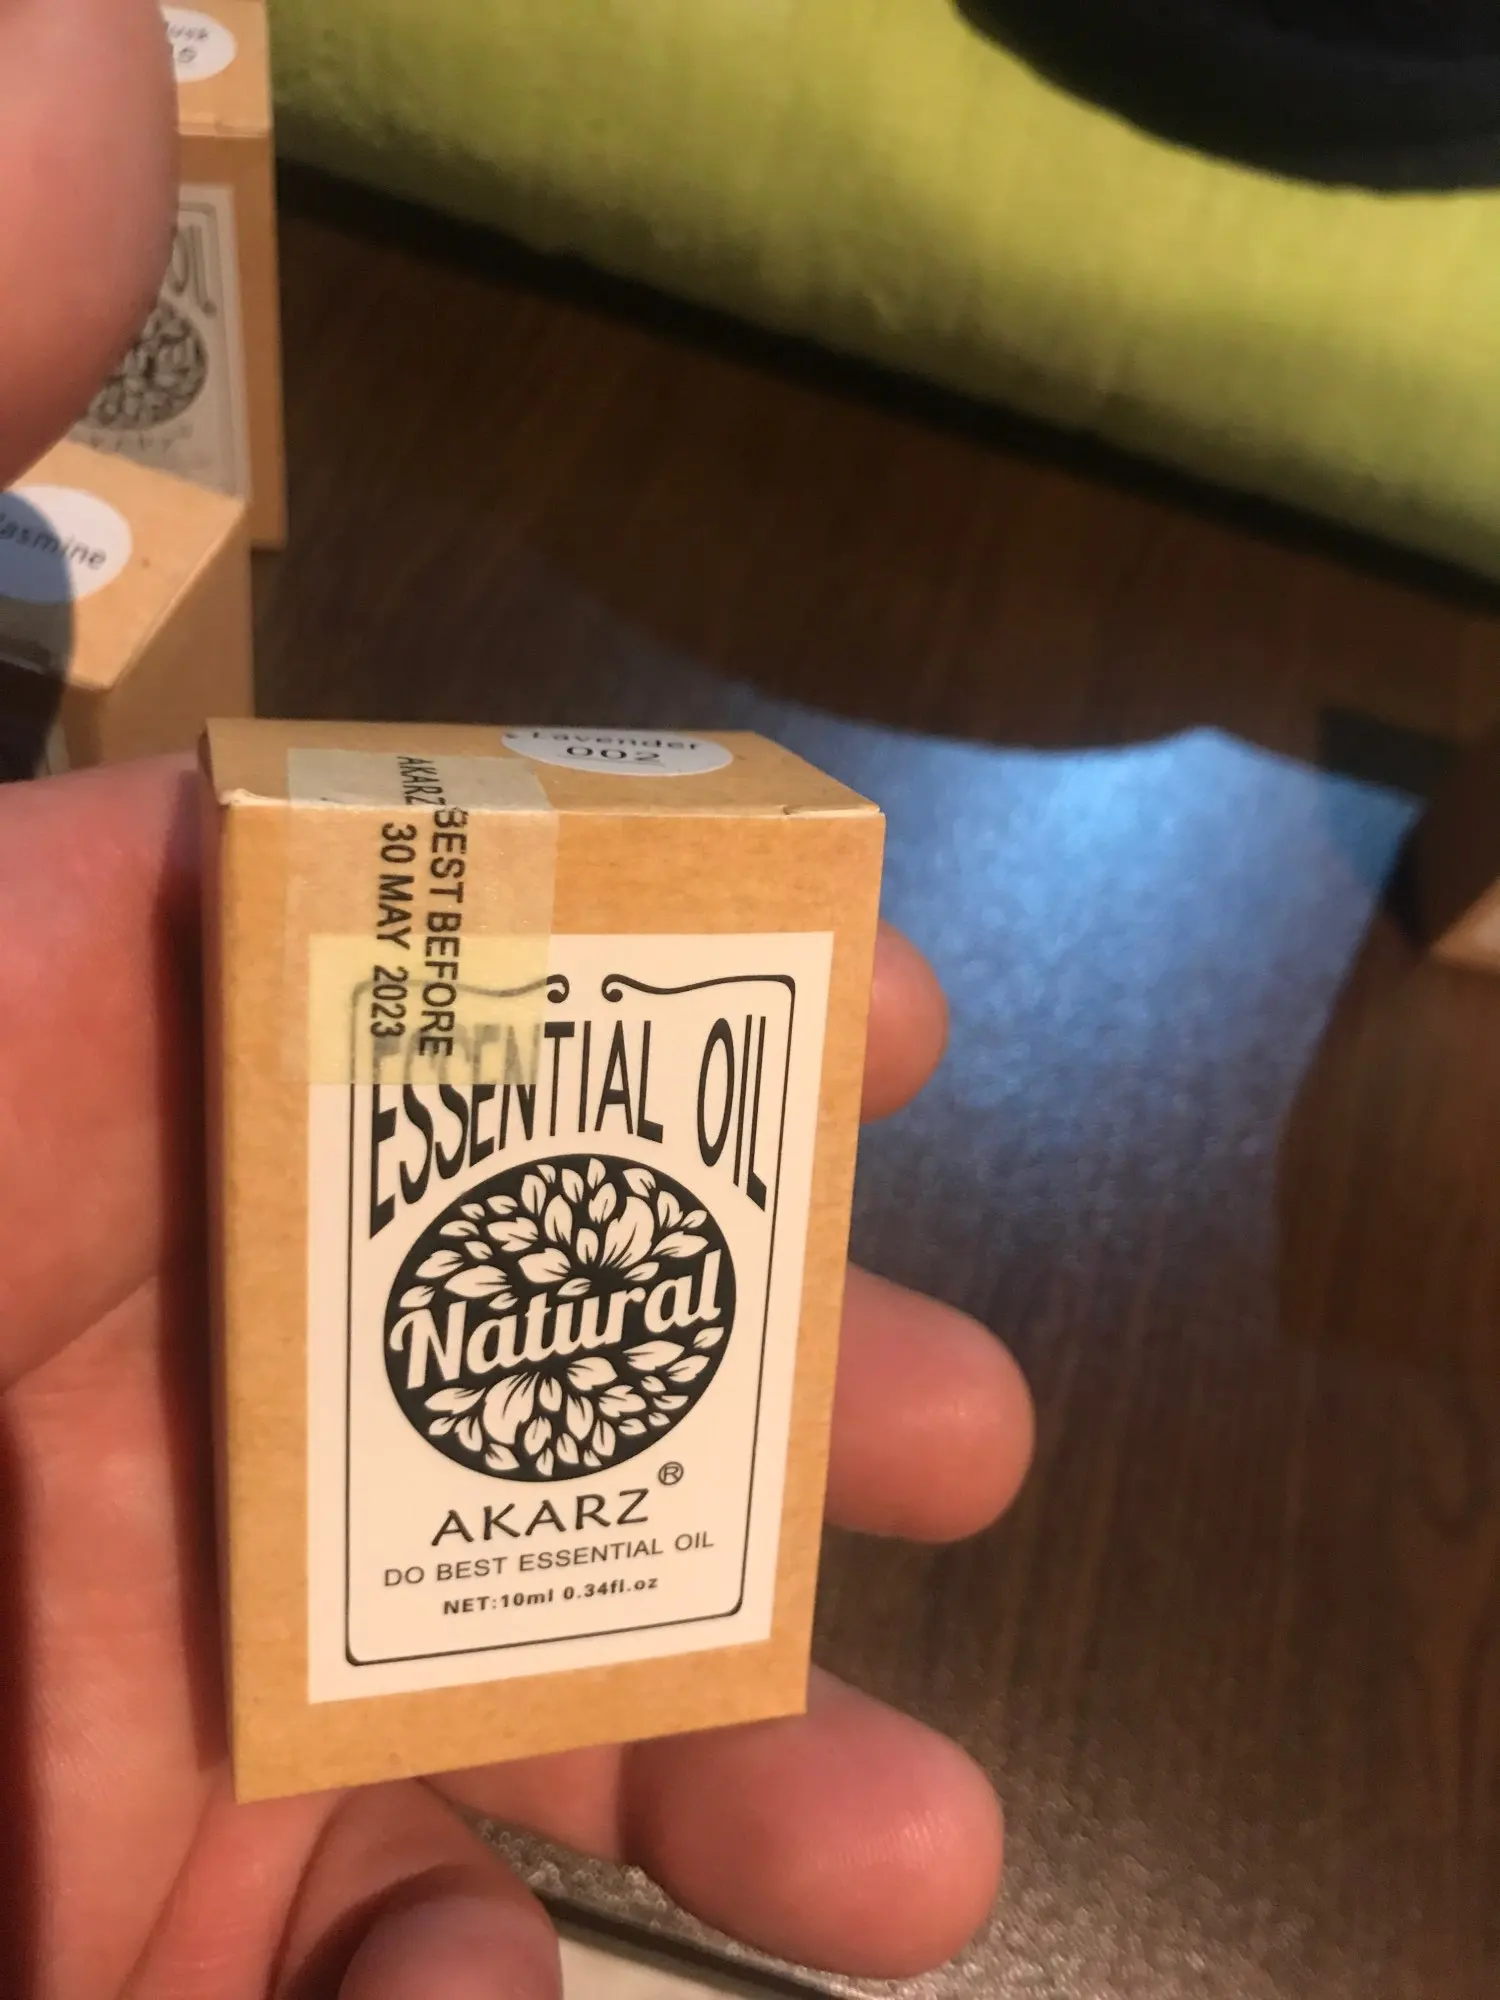 Jasmine
Lavender
002
AKARZ BEST BEFORE
30 MAY 2023
ESSENTIAL OIL
Natural
AKARZ®
DO BEST ESSENTIAL OIL
NET:10ml 0.34fl.oz